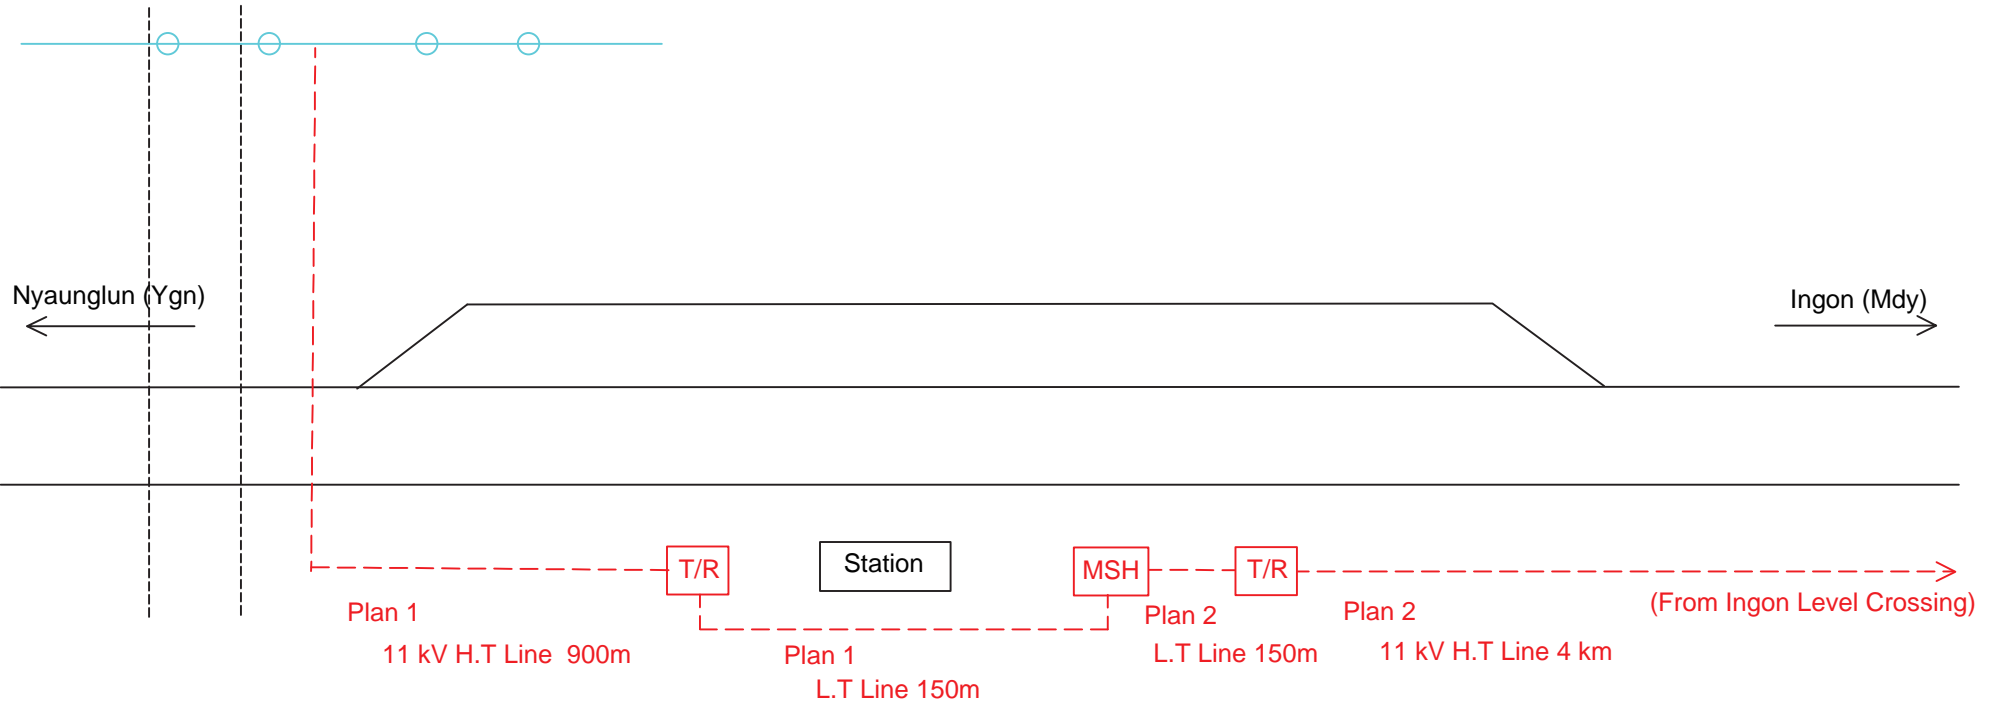 Nyaunglun (Ygn)
Ingon (Mdy)
T/R
Station
MSH
T/R
Plan 1
11 kV H.T Line 900m
Plan 1
L.T Line 150m
Plan 2
L.T Line 150m
Plan 2
11 kV H.T Line 4 km
(From Ingon Level Crossing)